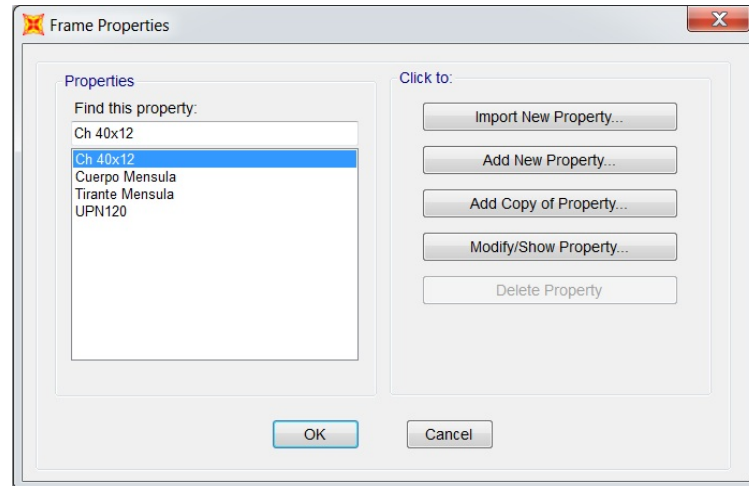 Frame Properties
X
Properties
Find this property:
Ch 40x12
Ch 40x12
Cuerpo Mensula
Tirante Mensula
UPN120
Click to:
Import New Property...
Add New Property...
Add Copy of Property...
Modify/Show Property...
Delete Property
OK
Cancel